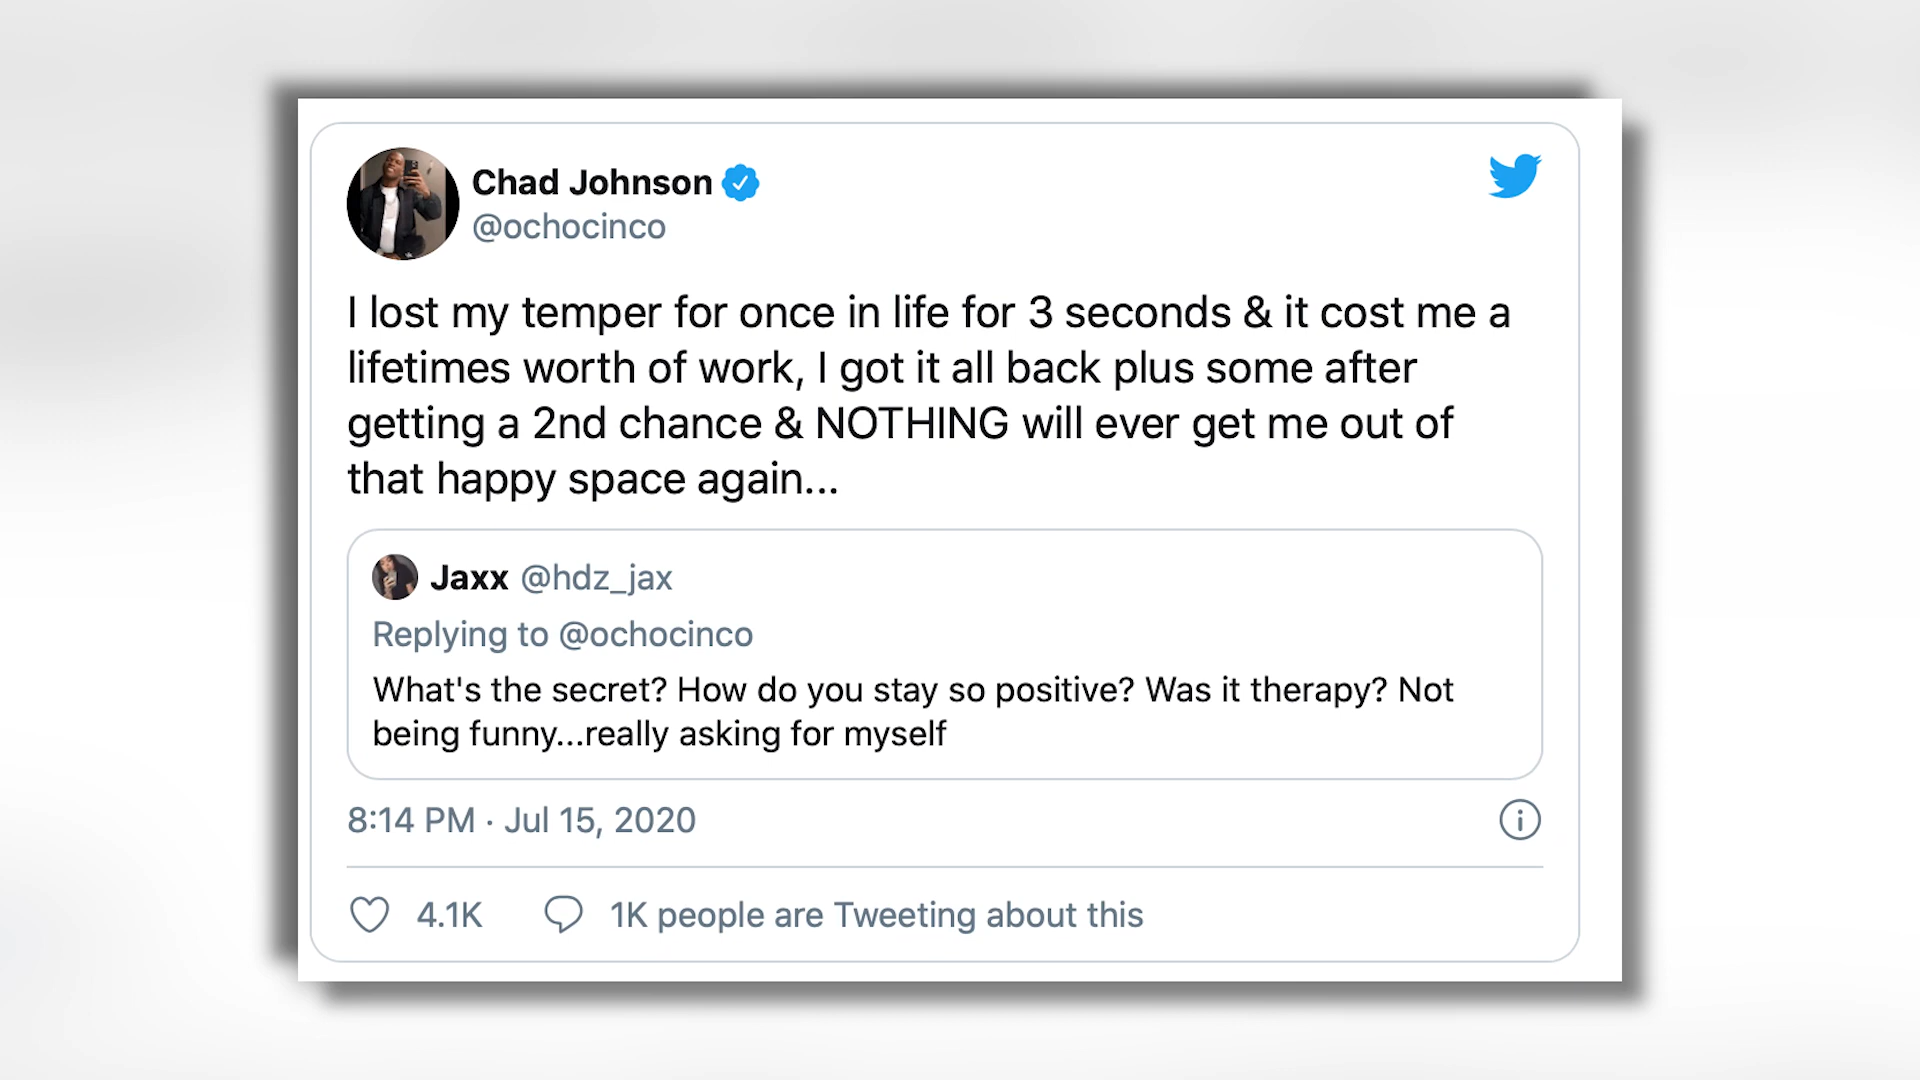 Chad Johnson
@ochocinco
I lost my temper for once in life for 3 seconds & it cost me a
lifetimes worth of work, I got it all back plus some after
getting a 2nd chance & NOTHING will ever get me out of
that happy space again...
Jaxx @hdz_jax
Replying to @ochocinco
What's the secret? How do you stay so positive? Was it therapy? Not
being funny...really asking for myself
8:14 PM · Jul 15, 2020
4.1K 1K people are Tweeting about this